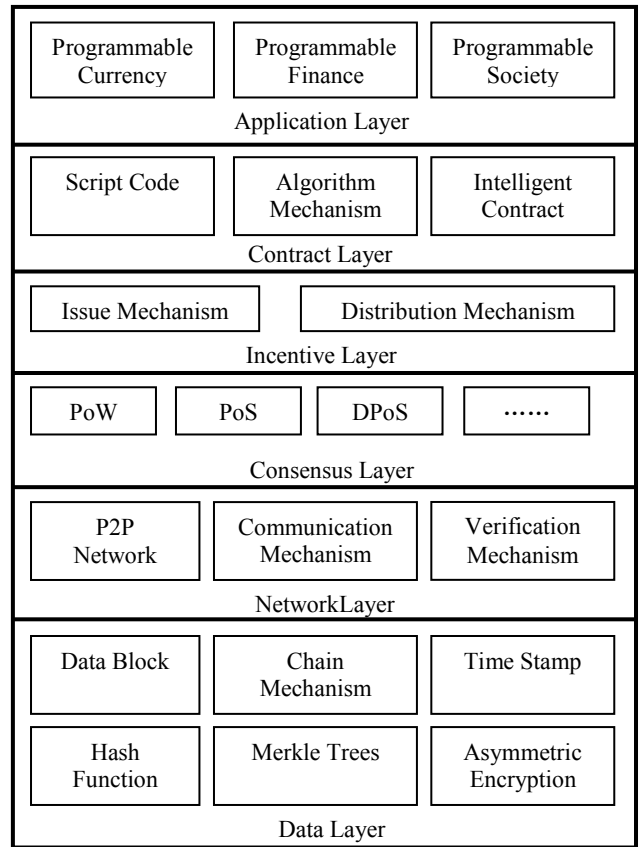 Programmable
Currency
Programmable
Finance
Programmable
Society
Application Layer
Script Code
Algorithm
Mechanism
Intelligent
Contract
Contract Layer
Issue Mechanism
Distribution Mechanism
Incentive Layer
PoW
PoS
DPoS
……
Consensus Layer
P2P
Network
Communication
Mechanism
Verification
Mechanism
NetworkLayer
Data Block
Chain
Mechanism
Time Stamp
Hash
Function
Merkle Trees
Asymmetric
Encryption
Data Layer